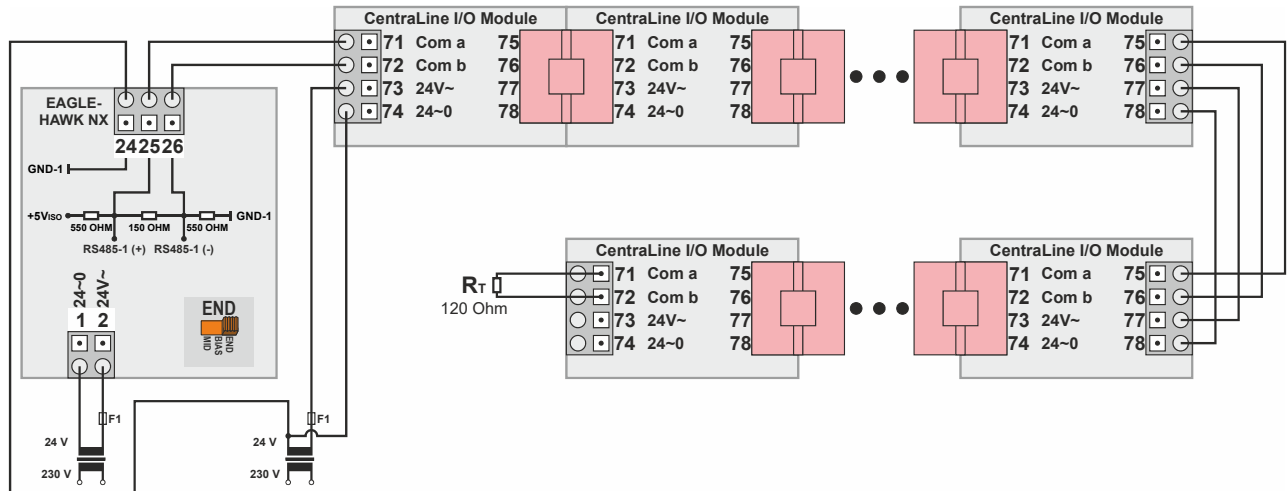 CentraLine I/O Module CentraLine I/O Module CentraLine I/O Module
71 Com a 75 71 Com a 75 71 Com a 75
72 Com b 76 72 Com b 76 72 Com b 76
73 24V~ 77 73 24V~ 77 73 24V~ 77
74 24~0 78 74 24~0 78 74 24~0 78
EAGLE-
HAWK NX
24 25 26
GND-1
+5VISO GND-1
550 OHM 150 OHM 550 OHM
RS485-1 (+) RS485-1 (-)
24~0
24V~
1 2
END
MID
BIAS
END
F1
24 V
230 V
F1
24 V
230 V
CentraLine I/O Module CentraLine I/O Module
RT
120 Ohm
71 Com a 75 71 Com a 75
72 Com b 76 72 Com b 76
73 24V~ 77 73 24V~ 77
74 24~0 78 74 24~0 78